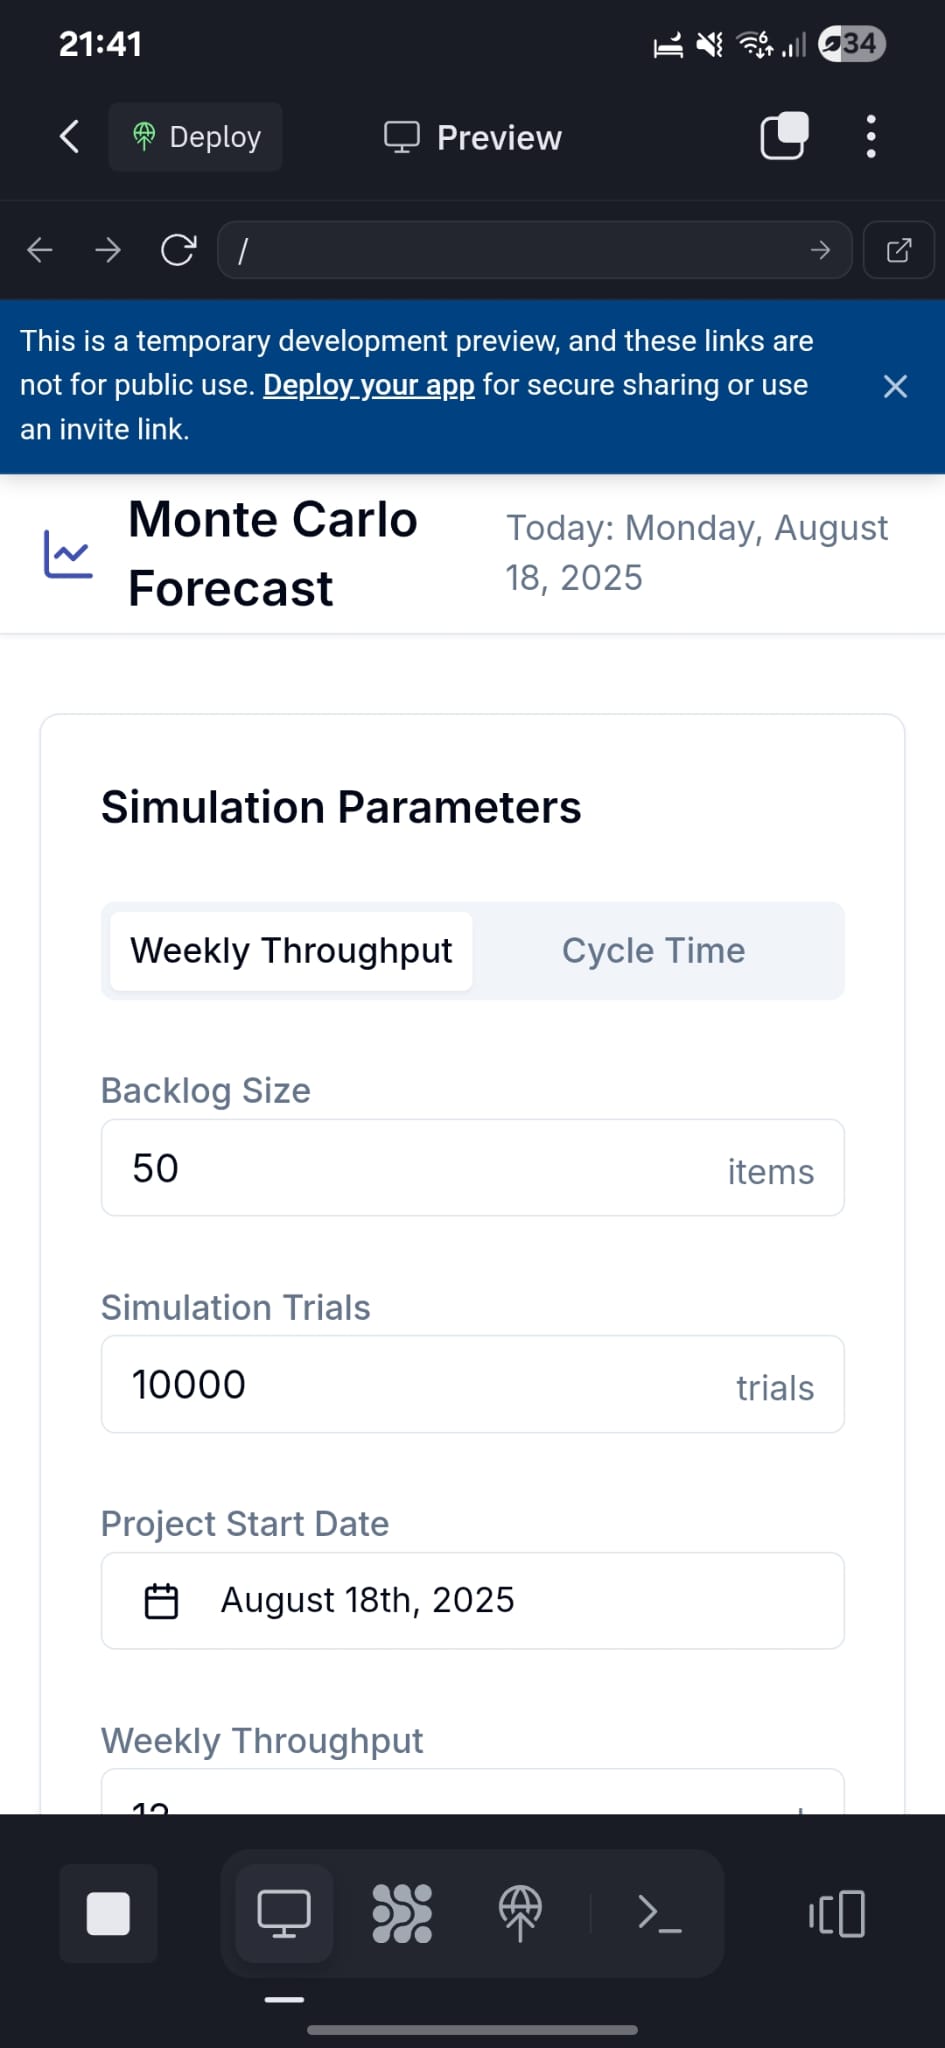 21:41
6
34
Deploy
Preview
/
This is a temporary development preview, and these links are
not for public use. Deploy your app for secure sharing or use
an invite link.
Monte Carlo
Forecast
Today: Monday, August
18, 2025
Simulation Parameters
Weekly Throughput
Cycle Time
Backlog Size
50
items
Simulation Trials
10000
trials
Project Start Date
August 18th, 2025
Weekly Throughput